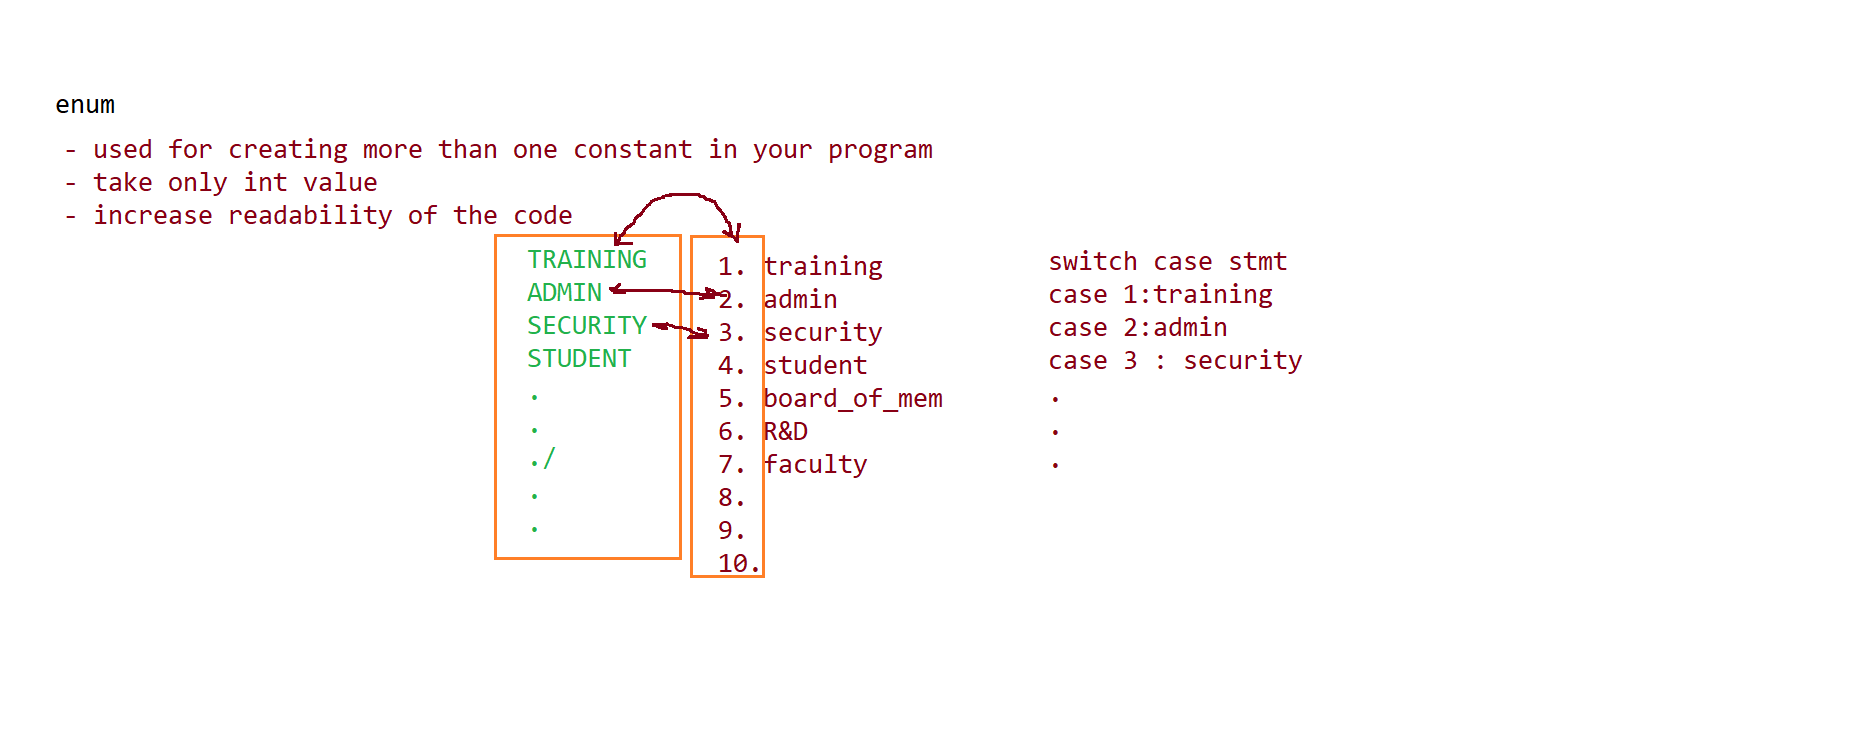 enum
- used for creating more than one constant in your program
- take only int value
- increase readability of the code
TRAINING
ADMIN
SECURITY
STUDENT
.
.
./
.
.
1. training
2. admin
3. security
4. student
5. board_of_mem
6. R&D
7. faculty
8.
9.
10.
switch case stmt
case 1:training
case 2:admin
case 3 : security
.
.
.